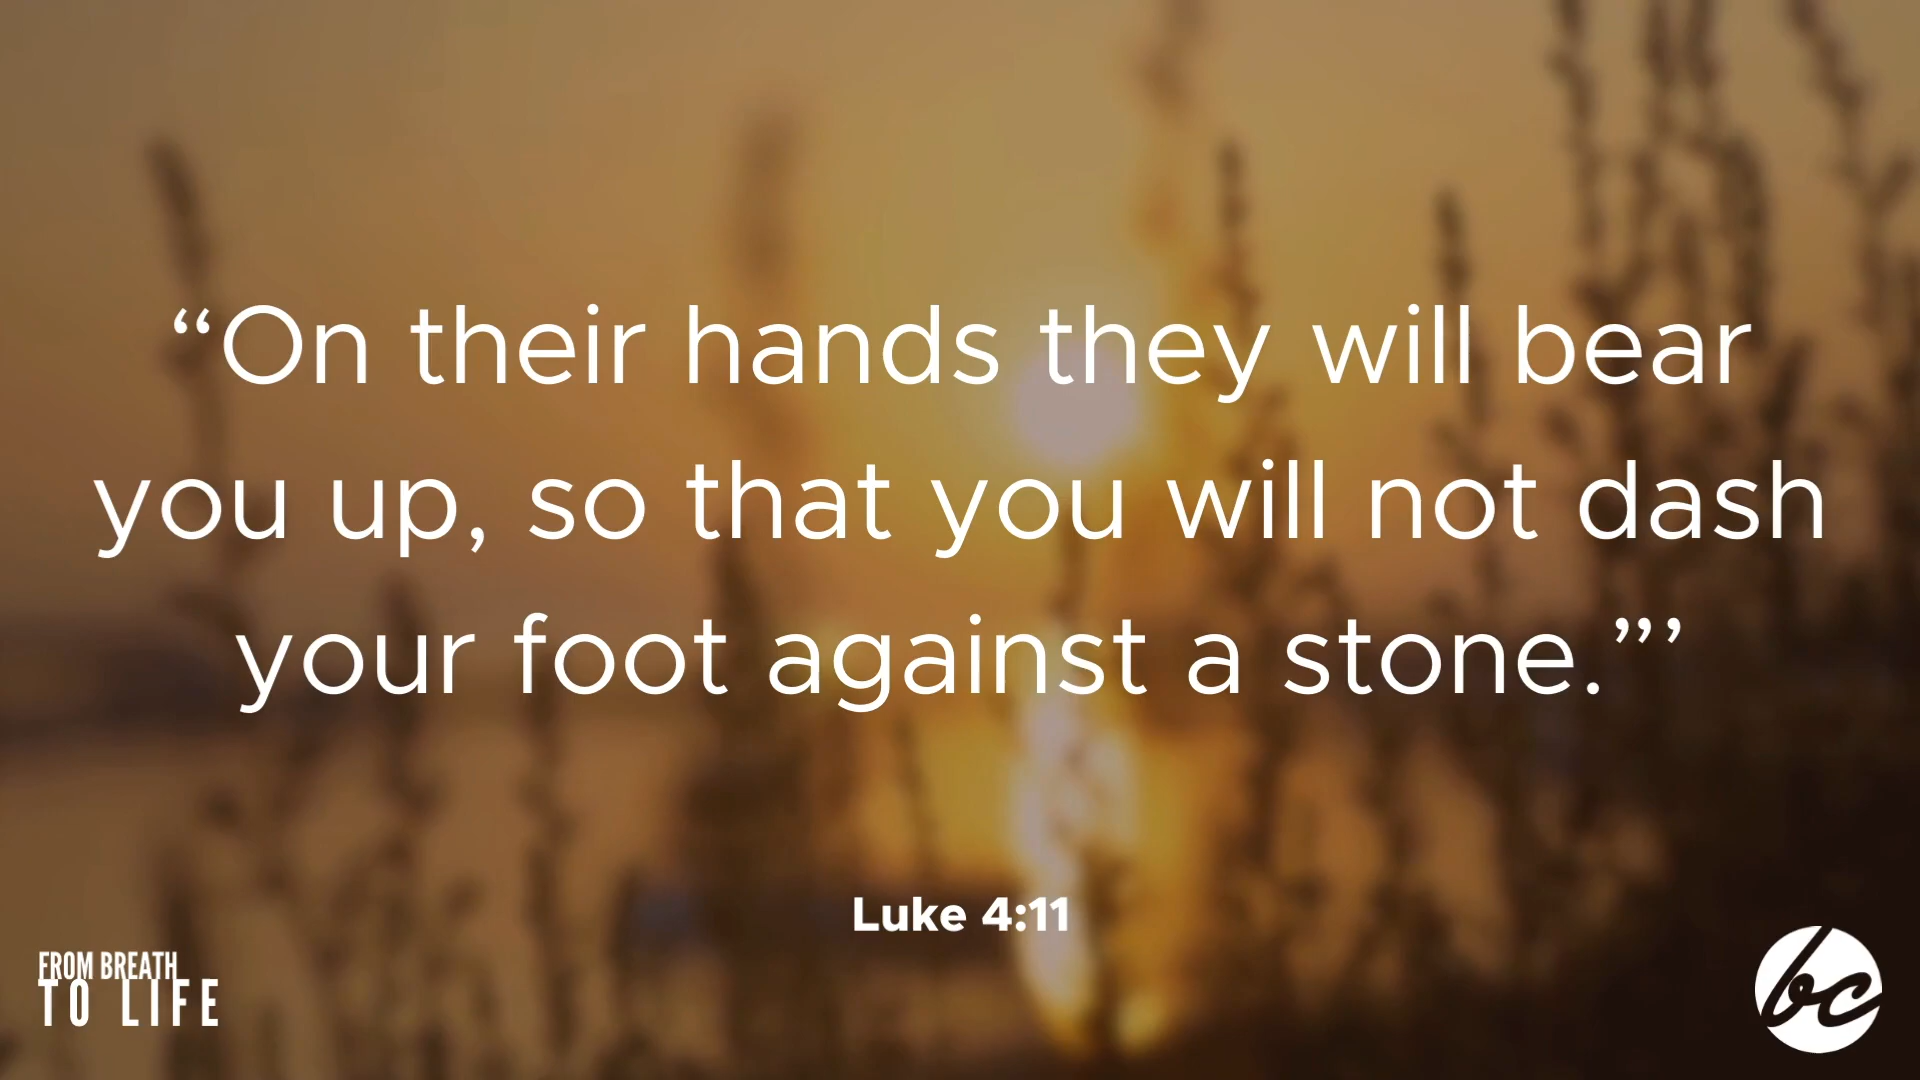 “On their hands they will bear
you up, so that you will not dash
your foot against a stone.”’
Luke 4:11
FROM BREATH
TO LIFE
bc